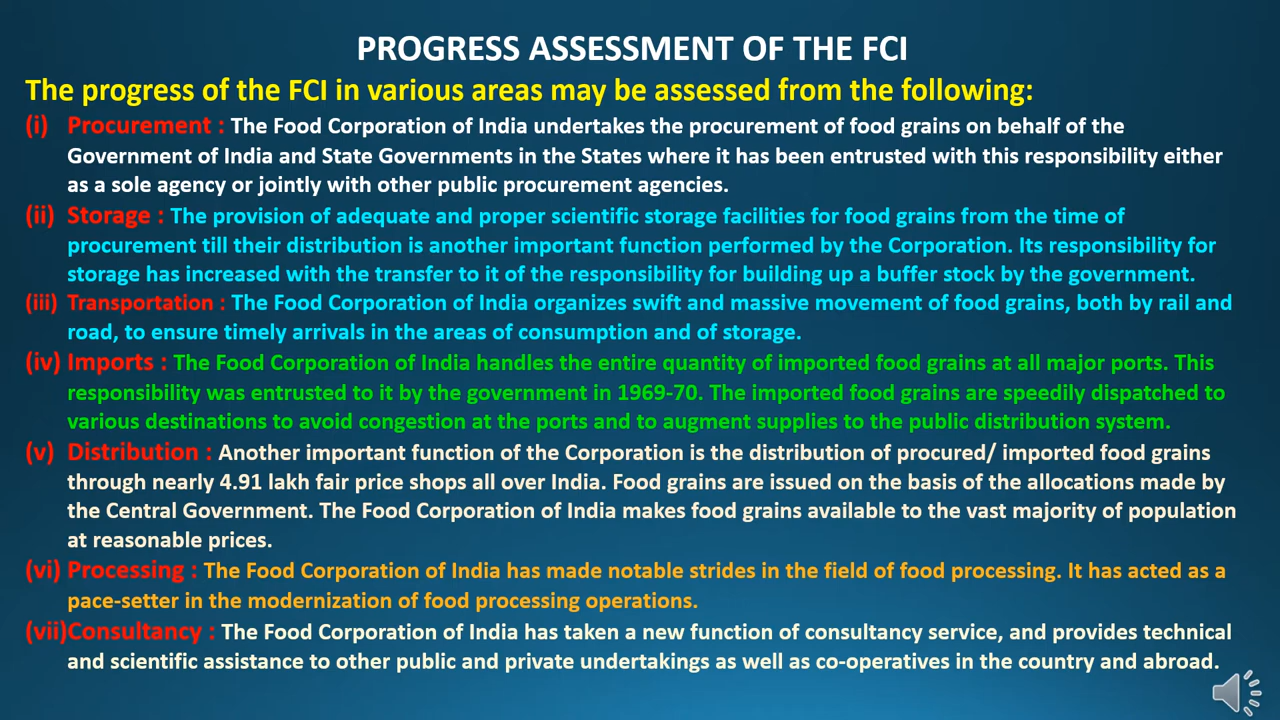 PROGRESS ASSESSMENT OF THE FCI
The progress of the FCI in various areas may be assessed from the following:
(i) Procurement : The Food Corporation of India undertakes the procurement of food grains on behalf of the
Government of India and State Governments in the States where it has been entrusted with this responsibility either
as a sole agency or jointly with other public procurement agencies.
(ii) Storage : The provision of adequate and proper scientific storage facilities for food grains from the time of
procurement till their distribution is another important function performed by the Corporation. Its responsibility for
storage has increased with the transfer to it of the responsibility for building up a buffer stock by the government.
(iii) Transportation : The Food Corporation of India organizes swift and massive movement of food grains, both by rail and
road, to ensure timely arrivals in the areas of consumption and of storage.
(iv) Imports : The Food Corporation of India handles the entire quantity of imported food grains at all major ports. This
responsibility was entrusted to it by the government in 1969-70. The imported food grains are speedily dispatched to
various destinations to avoid congestion at the ports and to augment supplies to the public distribution system.
(v) Distribution : Another important function of the Corporation is the distribution of procured/ imported food grains
through nearly 4.91 lakh fair price shops all over India. Food grains are issued on the basis of the allocations made by
the Central Government. The Food Corporation of India makes food grains available to the vast majority of population
at reasonable prices.
(vi) Processing : The Food Corporation of India has made notable strides in the field of food processing. It has acted as a
pace-setter in the modernization of food processing operations.
(vii)Consultancy : The Food Corporation of India has taken a new function of consultancy service, and provides technical
and scientific assistance to other public and private undertakings as well as co-operatives in the country and abroad.